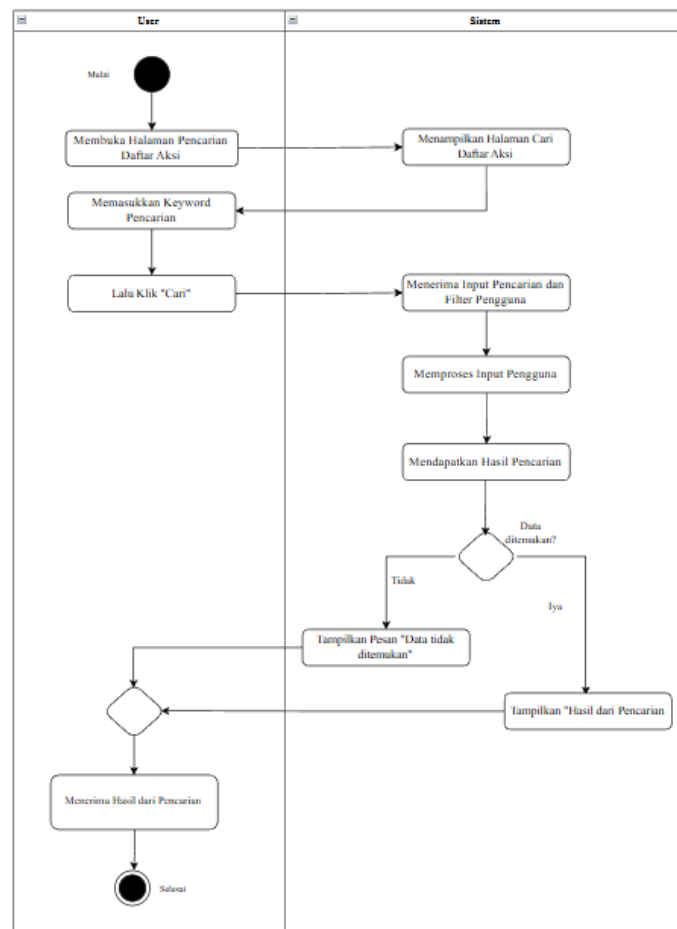 User
Sistem
Mulai
Membuka Halaman Pencarian
Daftar Aksi
Menampilkan Halaman Cari
Daftar Aksi
Memasukkan Keyword
Pencarian
Lalu Klik "Cari"
Menerima Input Pencarian dan
Filter Pengguna
Memproses Input Pengguna
Mendapatkan Hasil Pencarian
Data
ditemukan?
Tidak
Iya
Tampilkan Pesan "Data tidak
ditemukan"
Tampilkan "Hasil dari Pencarian
Menerima Hasil dari Pencarian
Selesai